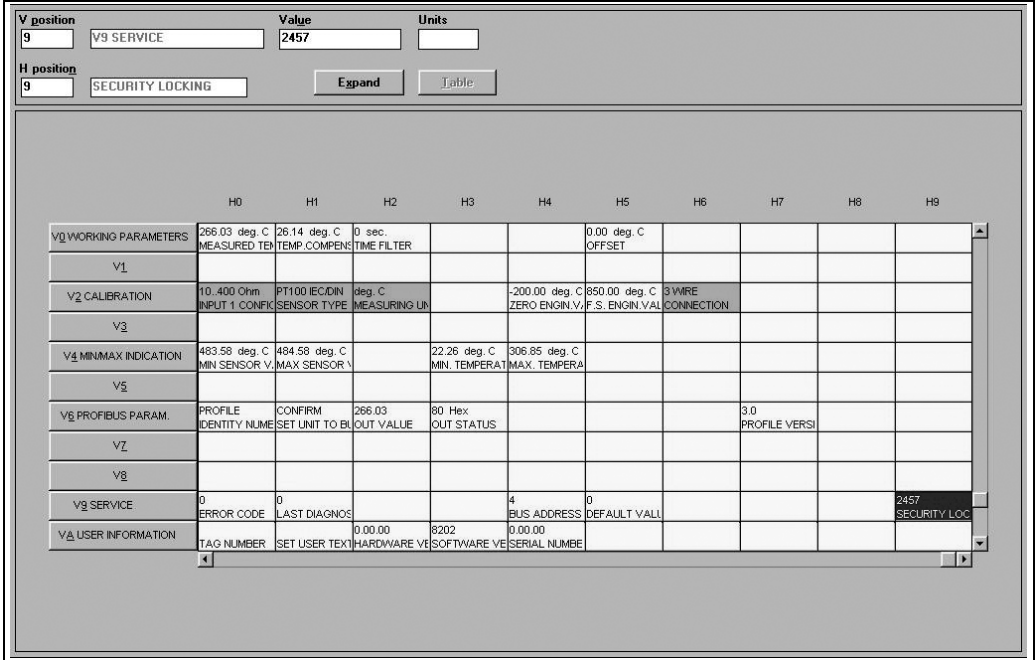 V position Value Units
9 V9 SERVICE 2457
H position
9 SECURITY LOCKING Expand Table
H0 H1 H2 H3 H4 H5 H6 H7 H8 H9
V0 WORKING PARAMETERS 266.03 deg. C 26.14 deg. C 0 sec. 0.00 deg. C
MEASURED TEM TEMP.COMPENS TIME FILTER OFFSET
V1
V2 CALIBRATION 10..400 Ohm PT100 IEC/DIN deg. C -200.00 deg. C 850.00 deg. C 3 WIRE
INPUT 1 CONFIG SENSOR TYPE MEASURING UN ZERO ENGIN.VA F.S. ENGIN.VAL CONNECTION
V3
V4 MIN/MAX INDICATION 483.58 deg. C 484.58 deg. C 22.26 deg. C 306.85 deg. C
MIN SENSOR V. MAX SENSOR V MIN. TEMPERAT MAX. TEMPERA
V5
V6 PROFIBUS PARAM. PROFILE CONFIRM 266.03 80 Hex 3.0
IDENTITY NUME SET UNIT TO BU OUT VALUE OUT STATUS PROFILE VERSI
V7
V8
V9 SERVICE 0 0 4 0 2457
ERROR CODE LAST DIAGNOS BUS ADDRESS DEFAULT VALU SECURITY LOC
VA USER INFORMATION 0.00.00 8202 0.00.00
TAG NUMBER SET USER TEXT HARDWARE VE SOFTWARE VE SERIAL NUMBE